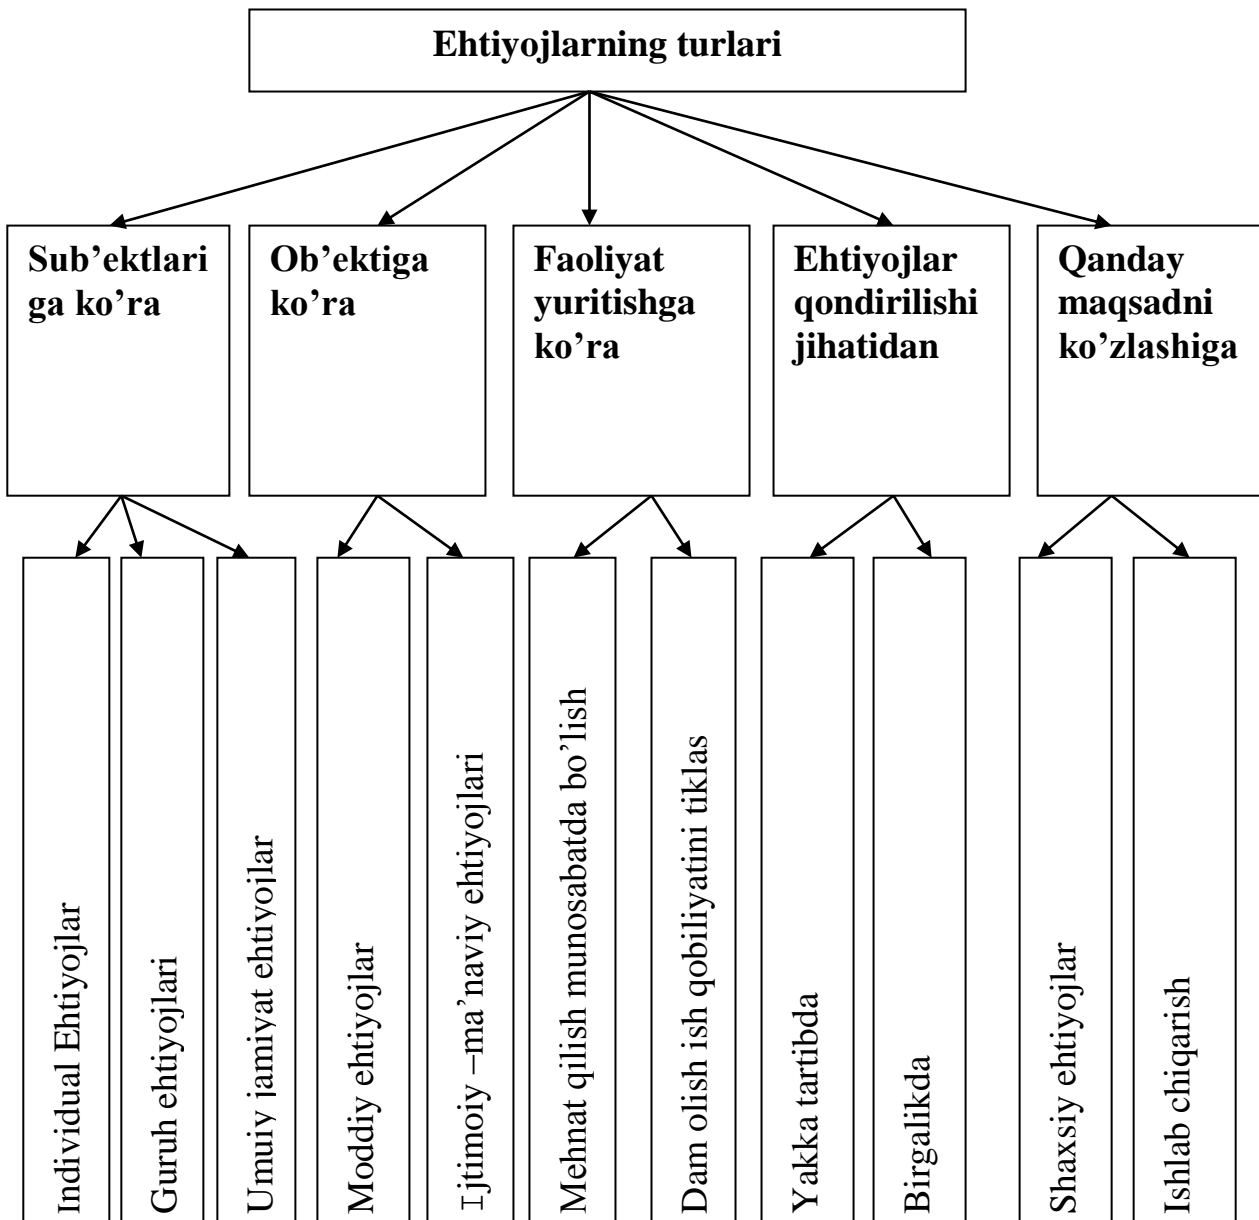 Ehtiyojlarning turlari
Sub’ektlari
ga ko’ra
Ob’ektiga
ko’ra
Faoliyat
yuritishga
ko’ra
Ehtiyojlar
qondirilishi
jihatidan
Qanday
maqsadni
ko’zlashiga
Individual Ehtiyojlar
Guruh ehtiyojlari
Umuiy jamiyat ehtiyojlar
Moddiy ehtiyojlar
Ijtimoiy –ma’naviy ehtiyojlari
Mehnat qilish munosabatda bo’lish
Dam olish ish qobiliyatini tiklas
Yakka tartibda
Birgalikda
Shaxsiy ehtiyojlar
Ishlab chiqarish